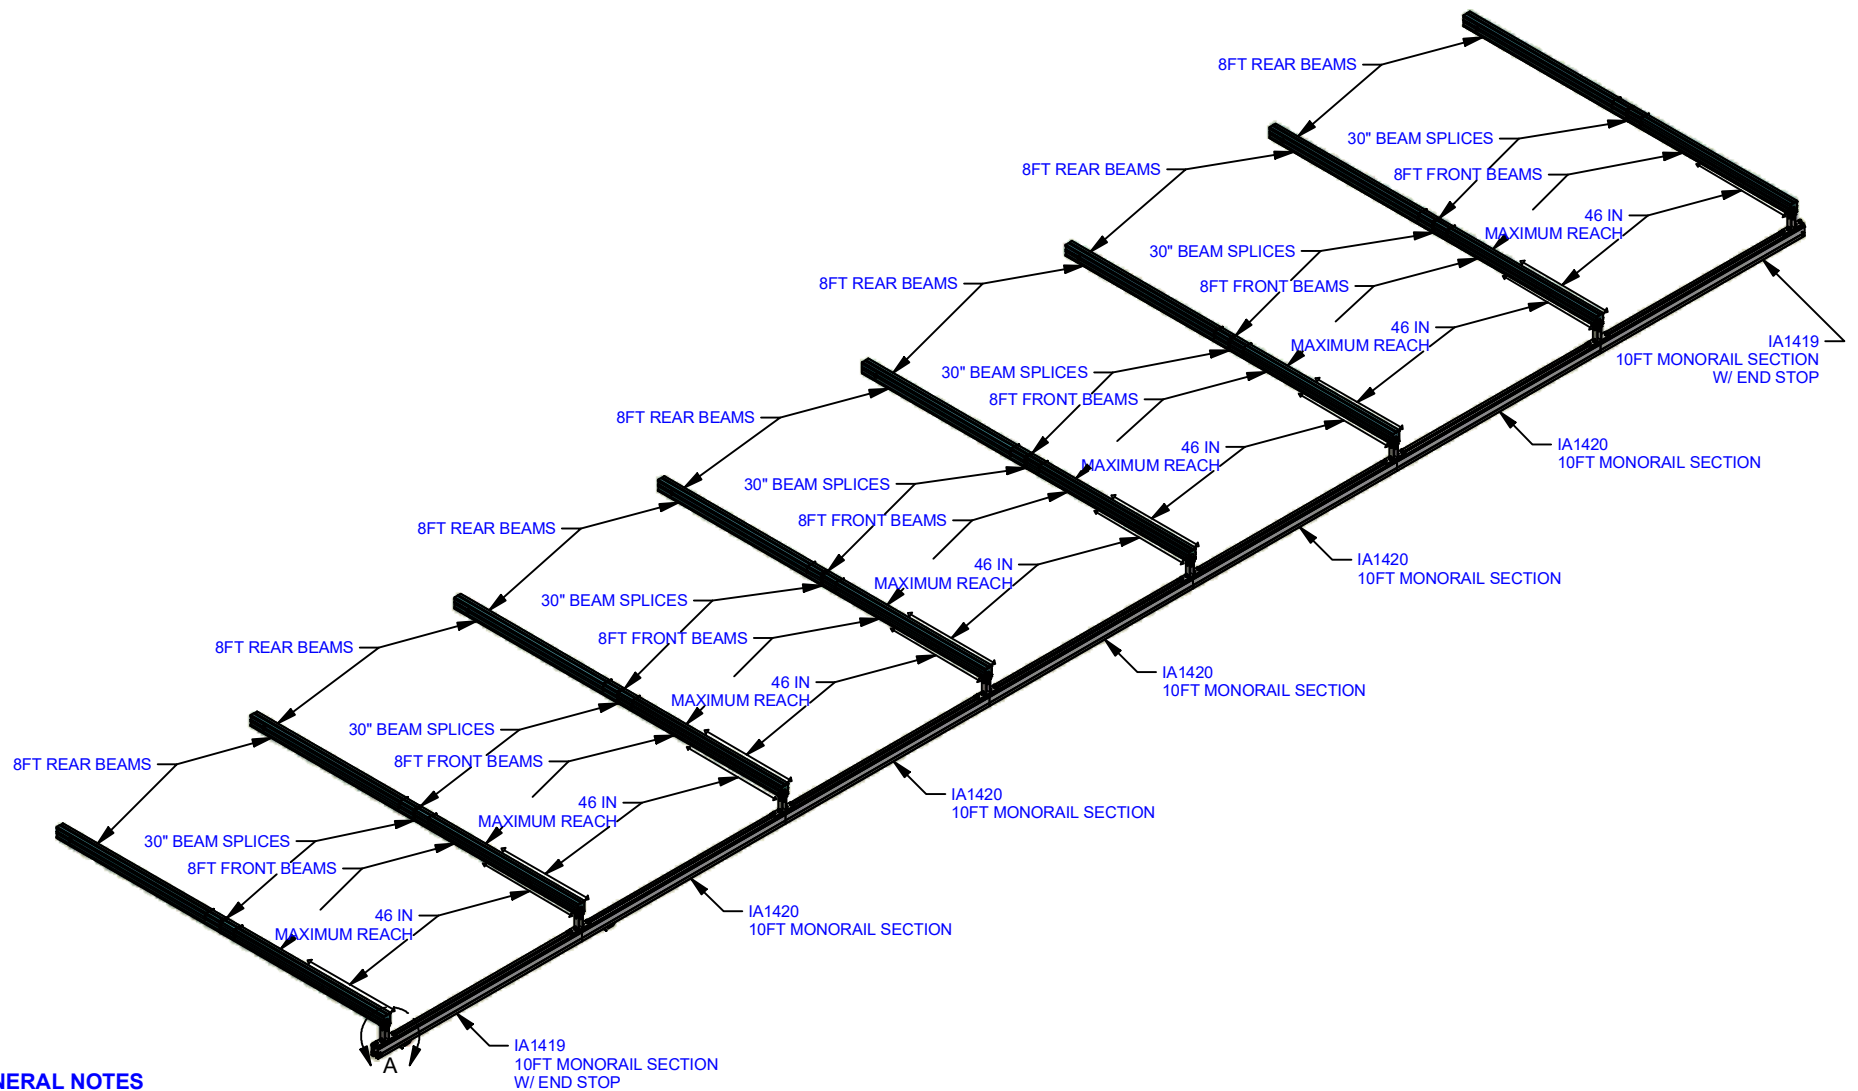 8FT REAR BEAMS
30" BEAM SPLICES
8FT REAR BEAMS
8FT FRONT BEAMS
46 IN
MAXIMUM REACH
30" BEAM SPLICES
8FT REAR BEAMS
8FT FRONT BEAMS
46 IN
MAXIMUM REACH
IA1419
10FT MONORAIL SECTION
W/ END STOP
30" BEAM SPLICES
8FT FRONT BEAMS
8FT REAR BEAMS
46 IN
MAXIMUM REACH
IA1420
10FT MONORAIL SECTION
30" BEAM SPLICES
8FT FRONT BEAMS
8FT REAR BEAMS
46 IN
MAXIMUM REACH
IA1420
10FT MONORAIL SECTION
30" BEAM SPLICES
8FT FRONT BEAMS
8FT REAR BEAMS
46 IN
MAXIMUM REACH
IA1420
10FT MONORAIL SECTION
30" BEAM SPLICES
8FT FRONT BEAMS
8FT REAR BEAMS
46 IN
MAXIMUM REACH
IA1420
10FT MONORAIL SECTION
30" BEAM SPLICES
8FT FRONT BEAMS
46 IN
MAXIMUM REACH
IA1420
10FT MONORAIL SECTION
IA1419
10FT MONORAIL SECTION
W/ END STOP
A
NERAL NOTES